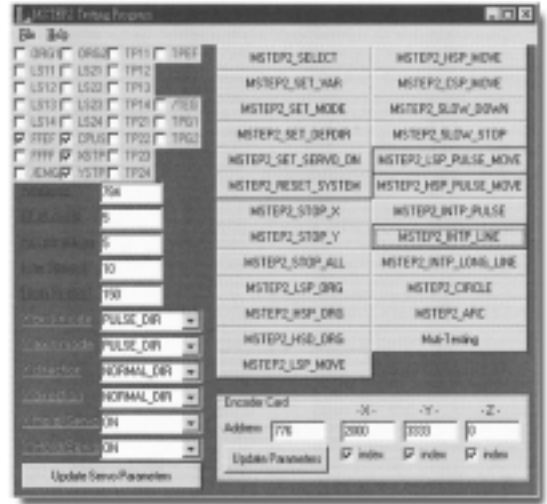 MSTEP2 Testing Program
File Help
ORG1 ORG2 TP11 TPEF
LS11 LS21 TP12
LS12 LS22 TP13
LS13 LS23 TP14 /TEG
LS14 LS24 TP21 TPG1
FFEF CPUS TP22 TPG2
FFFF XSTP TP23
/EMG YSTP TP24
784
5
5
10
150
PULSE_DIR
PULSE_DIR
NORMAL_DIR
NORMAL_DIR
ON
ON
Update Servo Parameters
MSTEP2_SELECT
MSTEP2_SET_VAR
MSTEP2_SET_MODE
MSTEP2_SET_DEFDIR
MSTEP2_SET_SERVO_ON
MSTEP2_RESET_SYSTEM
MSTEP2_STOP_X
MSTEP2_STOP_Y
MSTEP2_STOP_ALL
MSTEP2_LSP_ORG
MSTEP2_HSP_ORG
MSTEP2_HSO_ORG
MSTEP2_LSP_MOVE
MSTEP2_HSP_MOVE
MSTEP2_CSP_MOVE
MSTEP2_SLOW_DOWN
MSTEP2_SLOW_STOP
MSTEP2_LSP_PULSE_MOVE
MSTEP2_HSP_PULSE_MOVE
MSTEP2_INTP_PULSE
MSTEP2_INTP_LINE
MSTEP2_INTP_LONG_LINE
MSTEP2_CIRCLE
MSTEP2_ARC
Muti-Testing
Encoder Card
-X- -Y- -Z-
Address 776 2000 3333 0
Update Parameters index index index